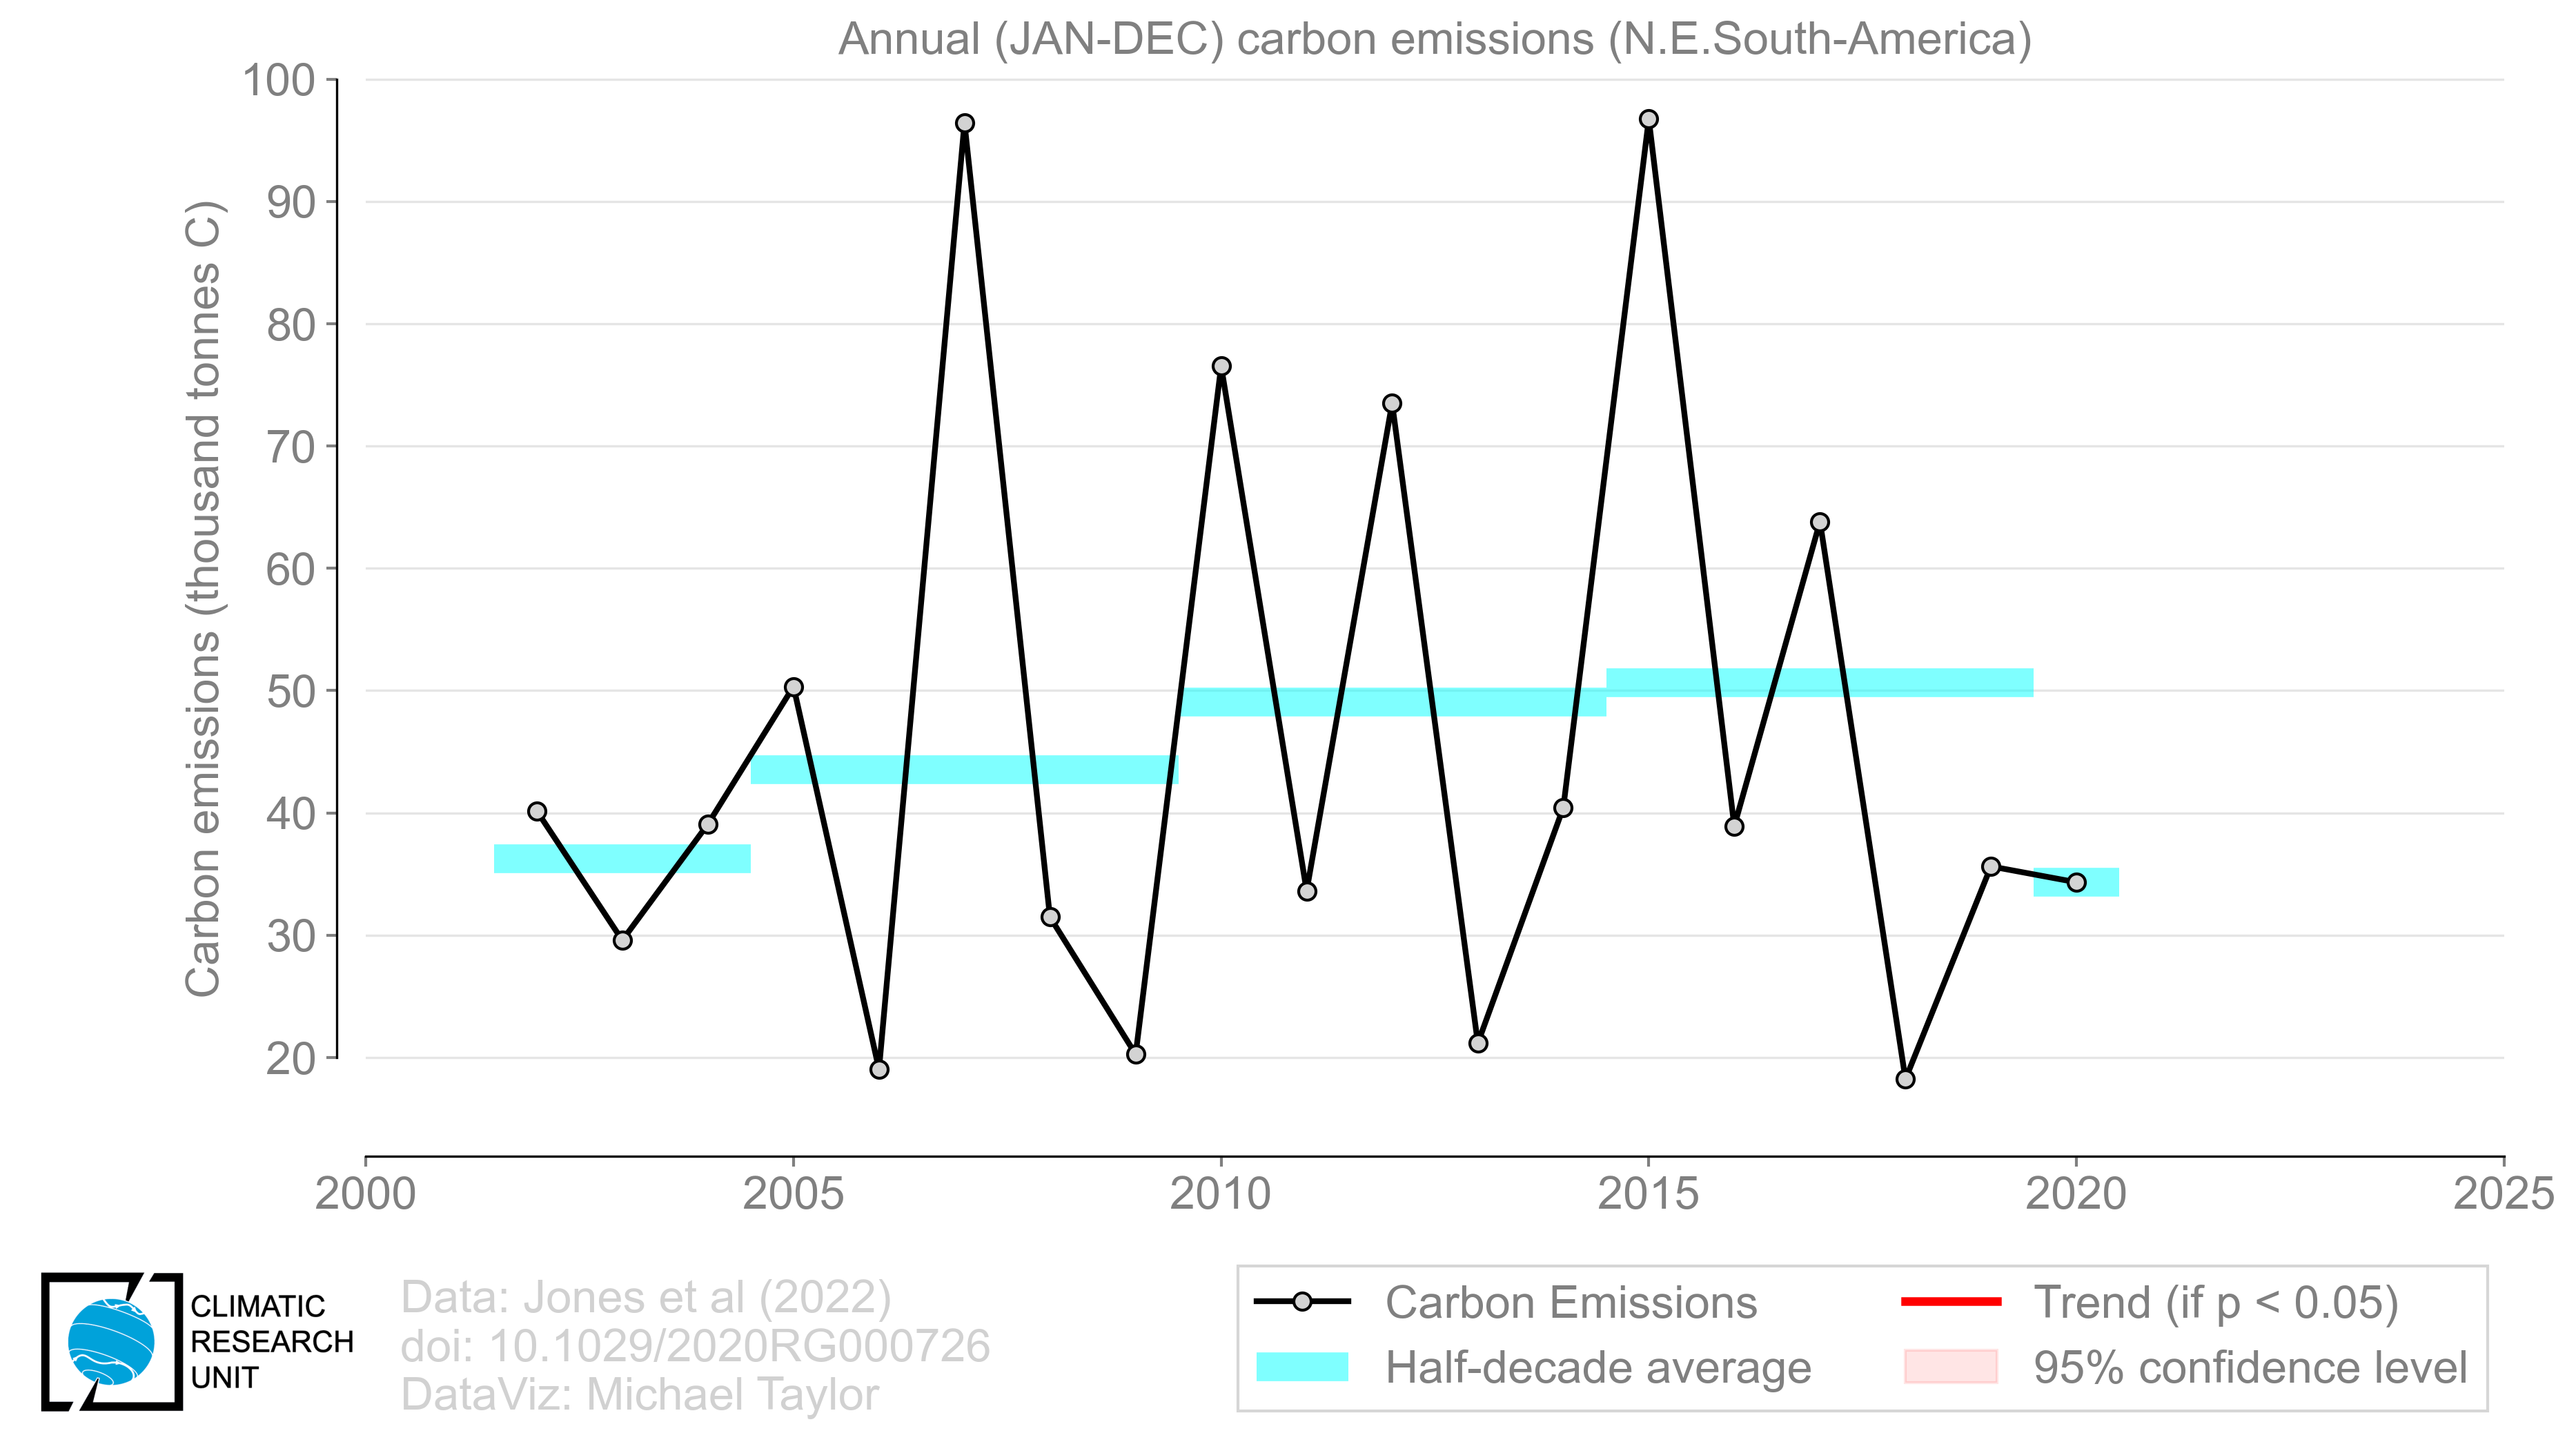 Annual (JAN-DEC) carbon emissions (N.E.South-America)
Carbon emissions (thousand tonnes C)
100
90
80
70
60
50
40
30
20
2000 2005 2010 2015 2020 2025
CLIMATIC
RESEARCH
UNIT
Data: Jones et al (2022)
doi: 10.1029/2020RG000726
DataViz: Michael Taylor
Carbon Emissions
Half-decade average
Trend (if p < 0.05)
95% confidence level